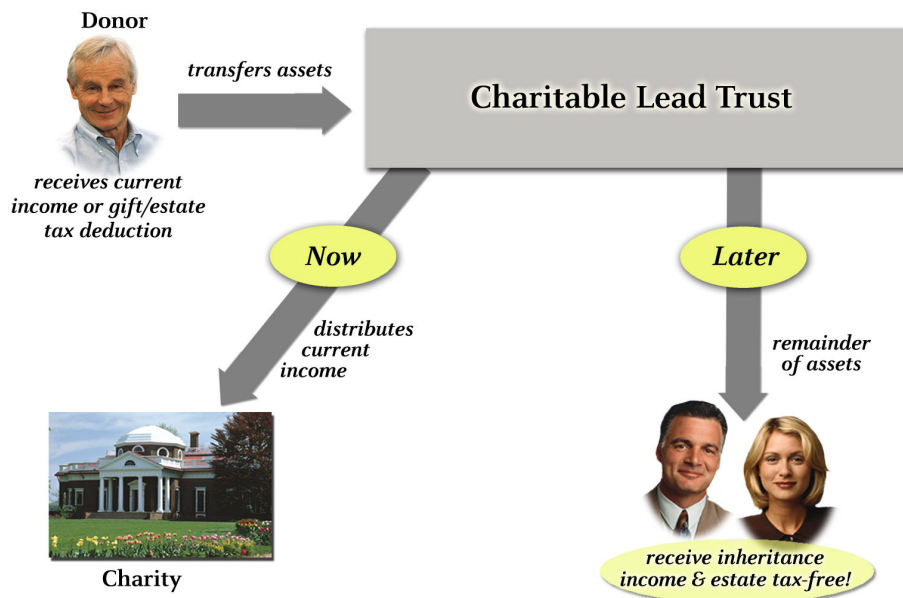 Donor
transfers assets
Charitable Lead Trust
receives current
income or gift/estate
tax deduction
Now
Later
distributes
current
income
remainder
of assets
Charity
receive inheritance
income & estate tax-free!